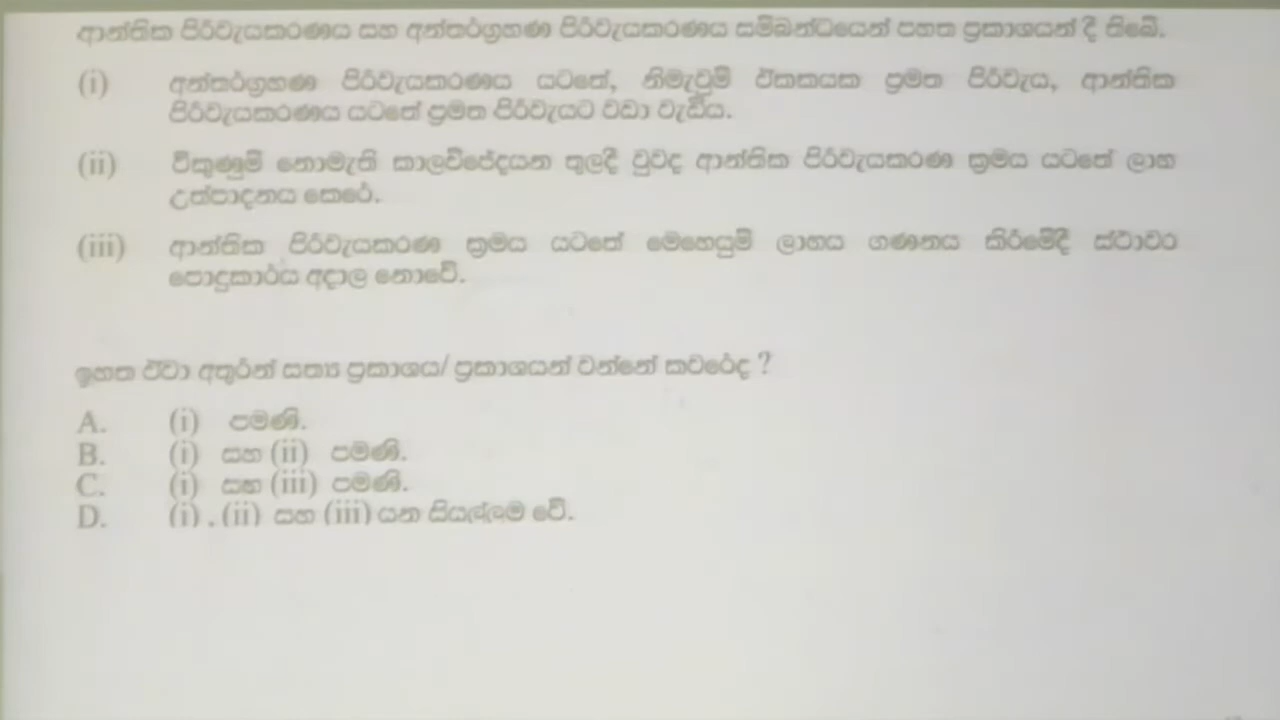 ආන්තික පිරිවැයකරණය සහ අන්තර්ග්‍රහණ පිරිවැයකරණය සම්බන්ධයෙන් පහත ප්‍රකාශයන් දී තිබේ.
(i) අන්තර්ග්‍රහණ පිරිවැයකරණය යටතේ, නිමැවුම් ඒකකයක ප්‍රමත පිරිවැය, ආන්තික
පිරිවැයකරණය යටතේ ප්‍රමත පිරිවැයට වඩා වැඩිය.
(ii) විකුණුම් නොමැති කාලවිච්ඡේදයන තුලදී වුවද ආන්තික පිරිවැයකරණ ක්‍රමය යටතේ ලාභ
උත්පාදනය කෙරේ.
(iii) ආන්තික පිරිවැයකරණ ක්‍රමය යටතේ මෙහෙයුම් ලාභය ගණනය කිරීමේදී ස්ථාවර
පොදුකාර්ය අදාල නොවේ.
ඉහත ඒවා අතුරින් සත්‍ය ප්‍රකාශය/ ප්‍රකාශයන් වන්නේ කවරේද ?
A. (i) පමණි.
B. (i) සහ (ii) පමණි.
C. (i) සහ (iii) පමණි.
D. (i) , (ii) සහ (iii) යන සියල්ලම වේ.